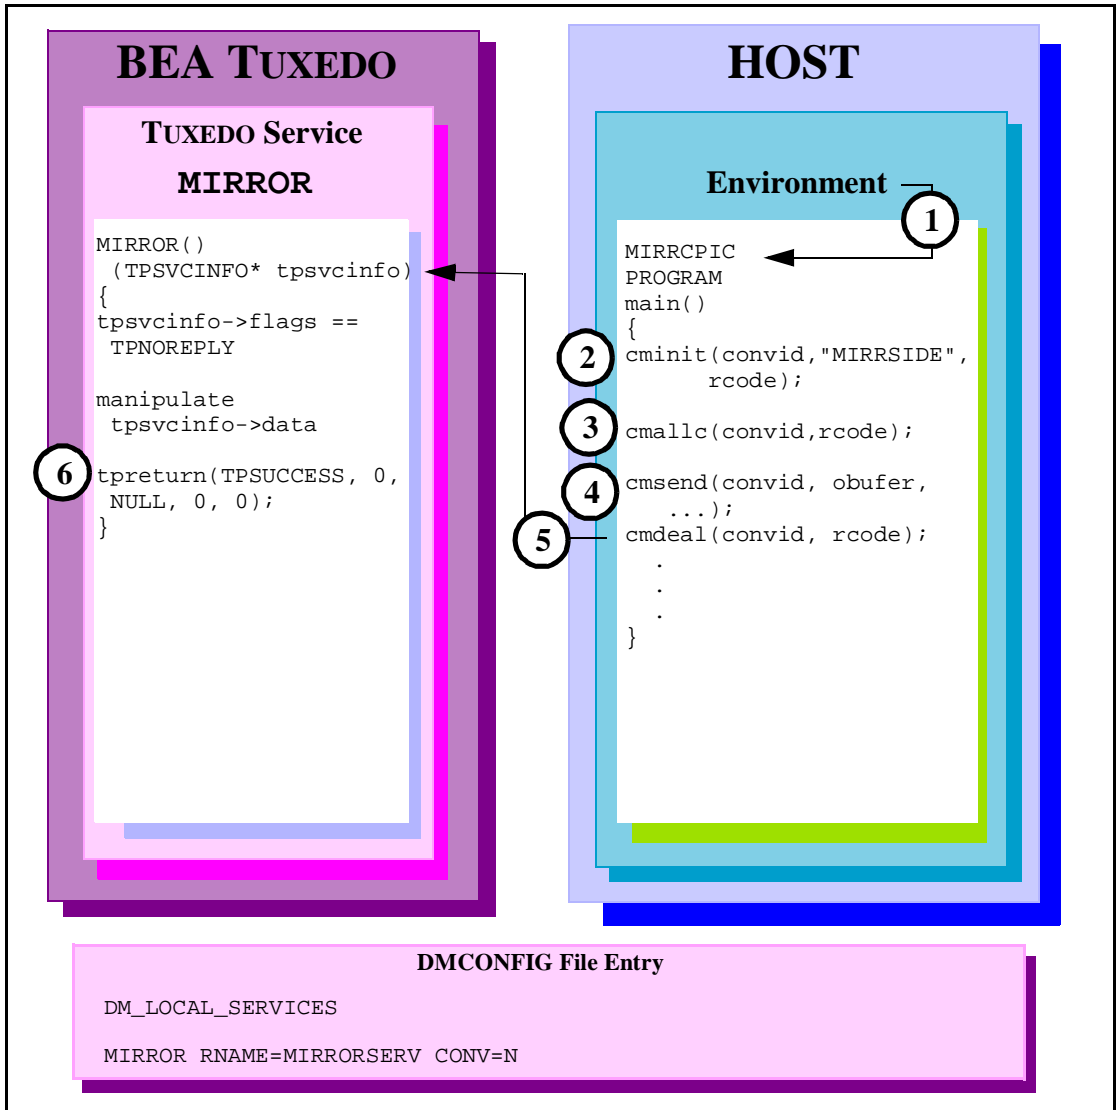 BEA TUXEDO
TUXEDO Service
MIRROR
MIRROR()
(TPSVCINFO* tpsvcinfo)
{
tpsvcinfo->flags ==
TPNOREPLY
manipulate
tpsvcinfo->data
6
tpreturn(TPSUCCESS, 0,
NULL, 0, 0);
}
HOST
Environment
1
MIRRCPIC
PROGRAM
main()
{
2
cminit(convid,"MIRRSIDE",
rcode);
3
cmallc(convid,rcode);
4
cmsend(convid, obufer,
...);
5
cmdeal(convid, rcode);
.
.
.
}
DMCONFIG File Entry
DM_LOCAL_SERVICES
MIRROR RNAME=MIRRORSERV CONV=N